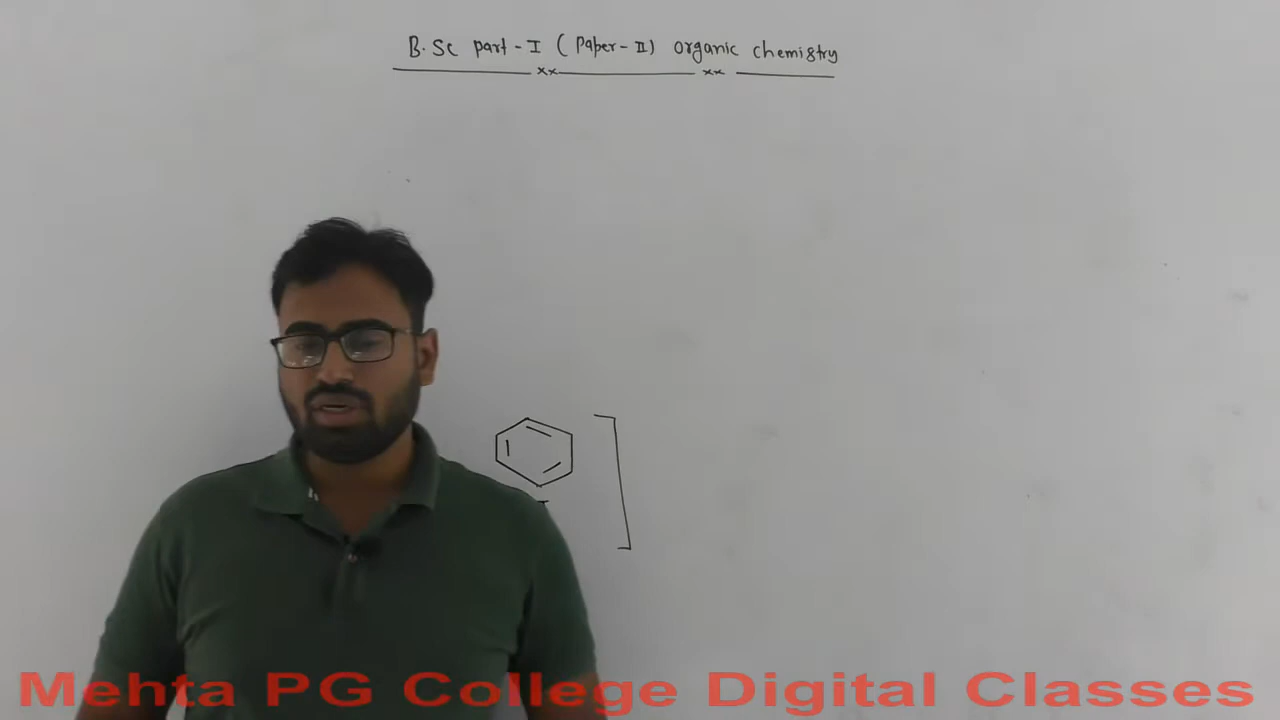 B.Sc part-I (Paper-II) organic chemistry
xx xx
Mehta PG College Digital Classes